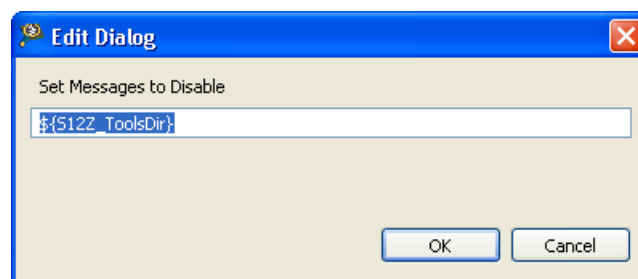 Edit Dialog
Set Messages to Disable
${S12Z_ToolsDir}
OK
Cancel